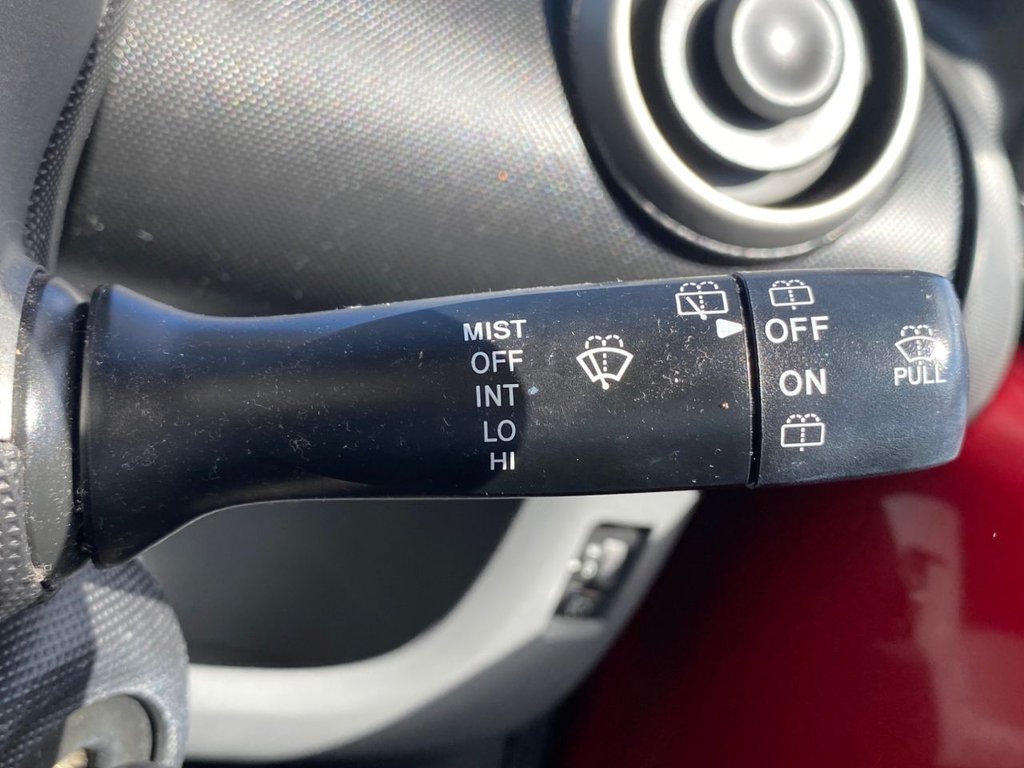 MIST
OFF
INT
LO
HI
OFF
ON
PULL